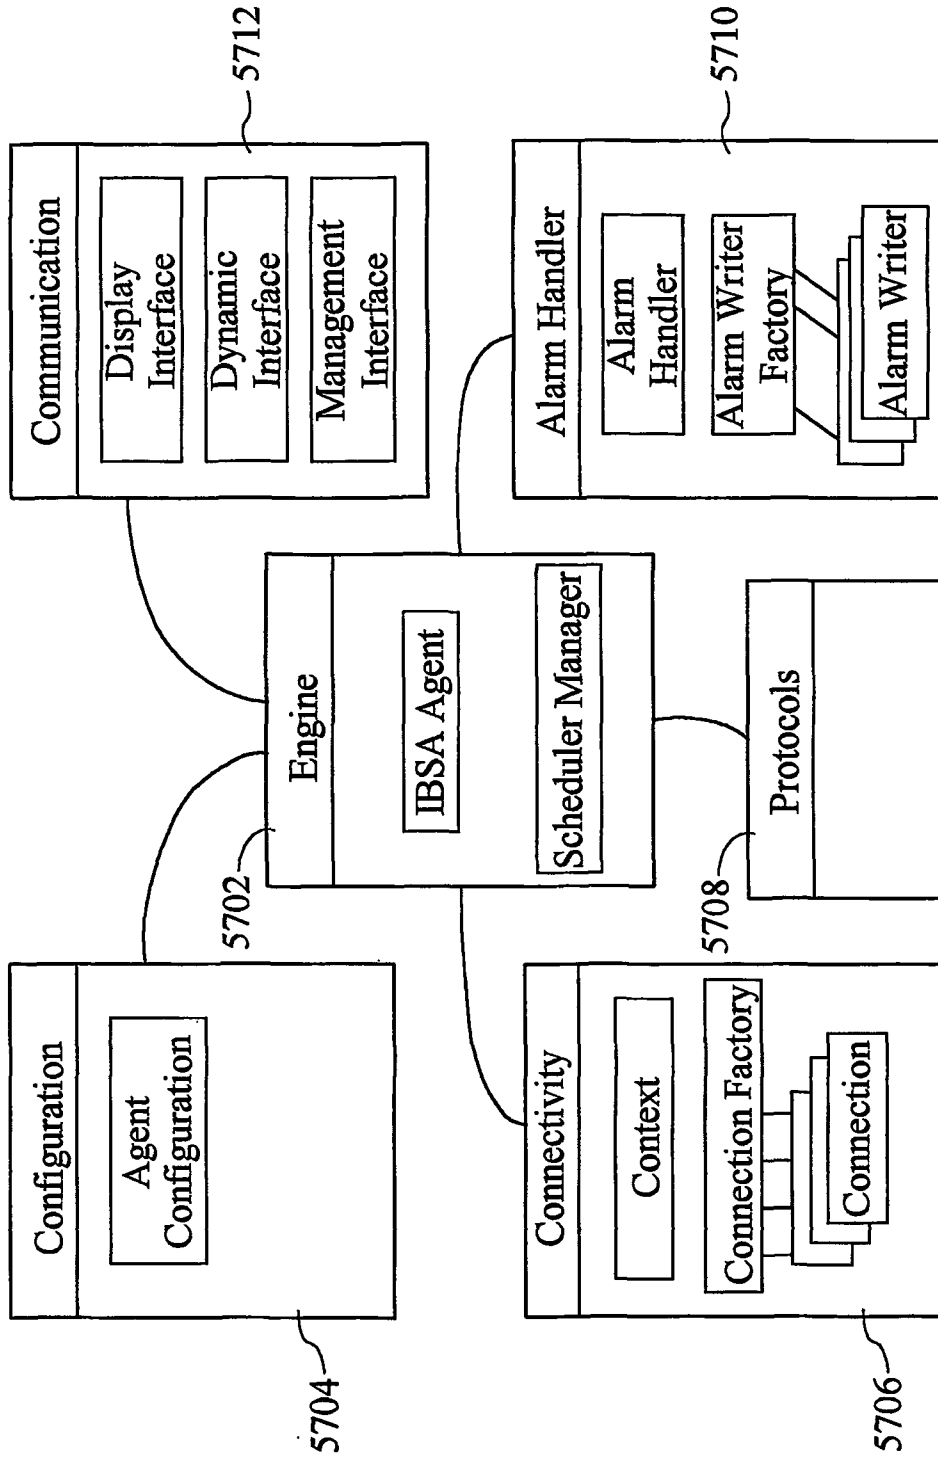 Configuration
Agent
Configuration
5704
Communication
Display
Interface
Dynamic
Interface
Management
Interface
5712
Engine
IBSA Agent
Scheduler Manager
5702
Connectivity
Context
Connection Factory
Connection
5706
Protocols
5708
Alarm Handler
Alarm
Handler
Alarm Writer
Factory
Alarm Writer
5710